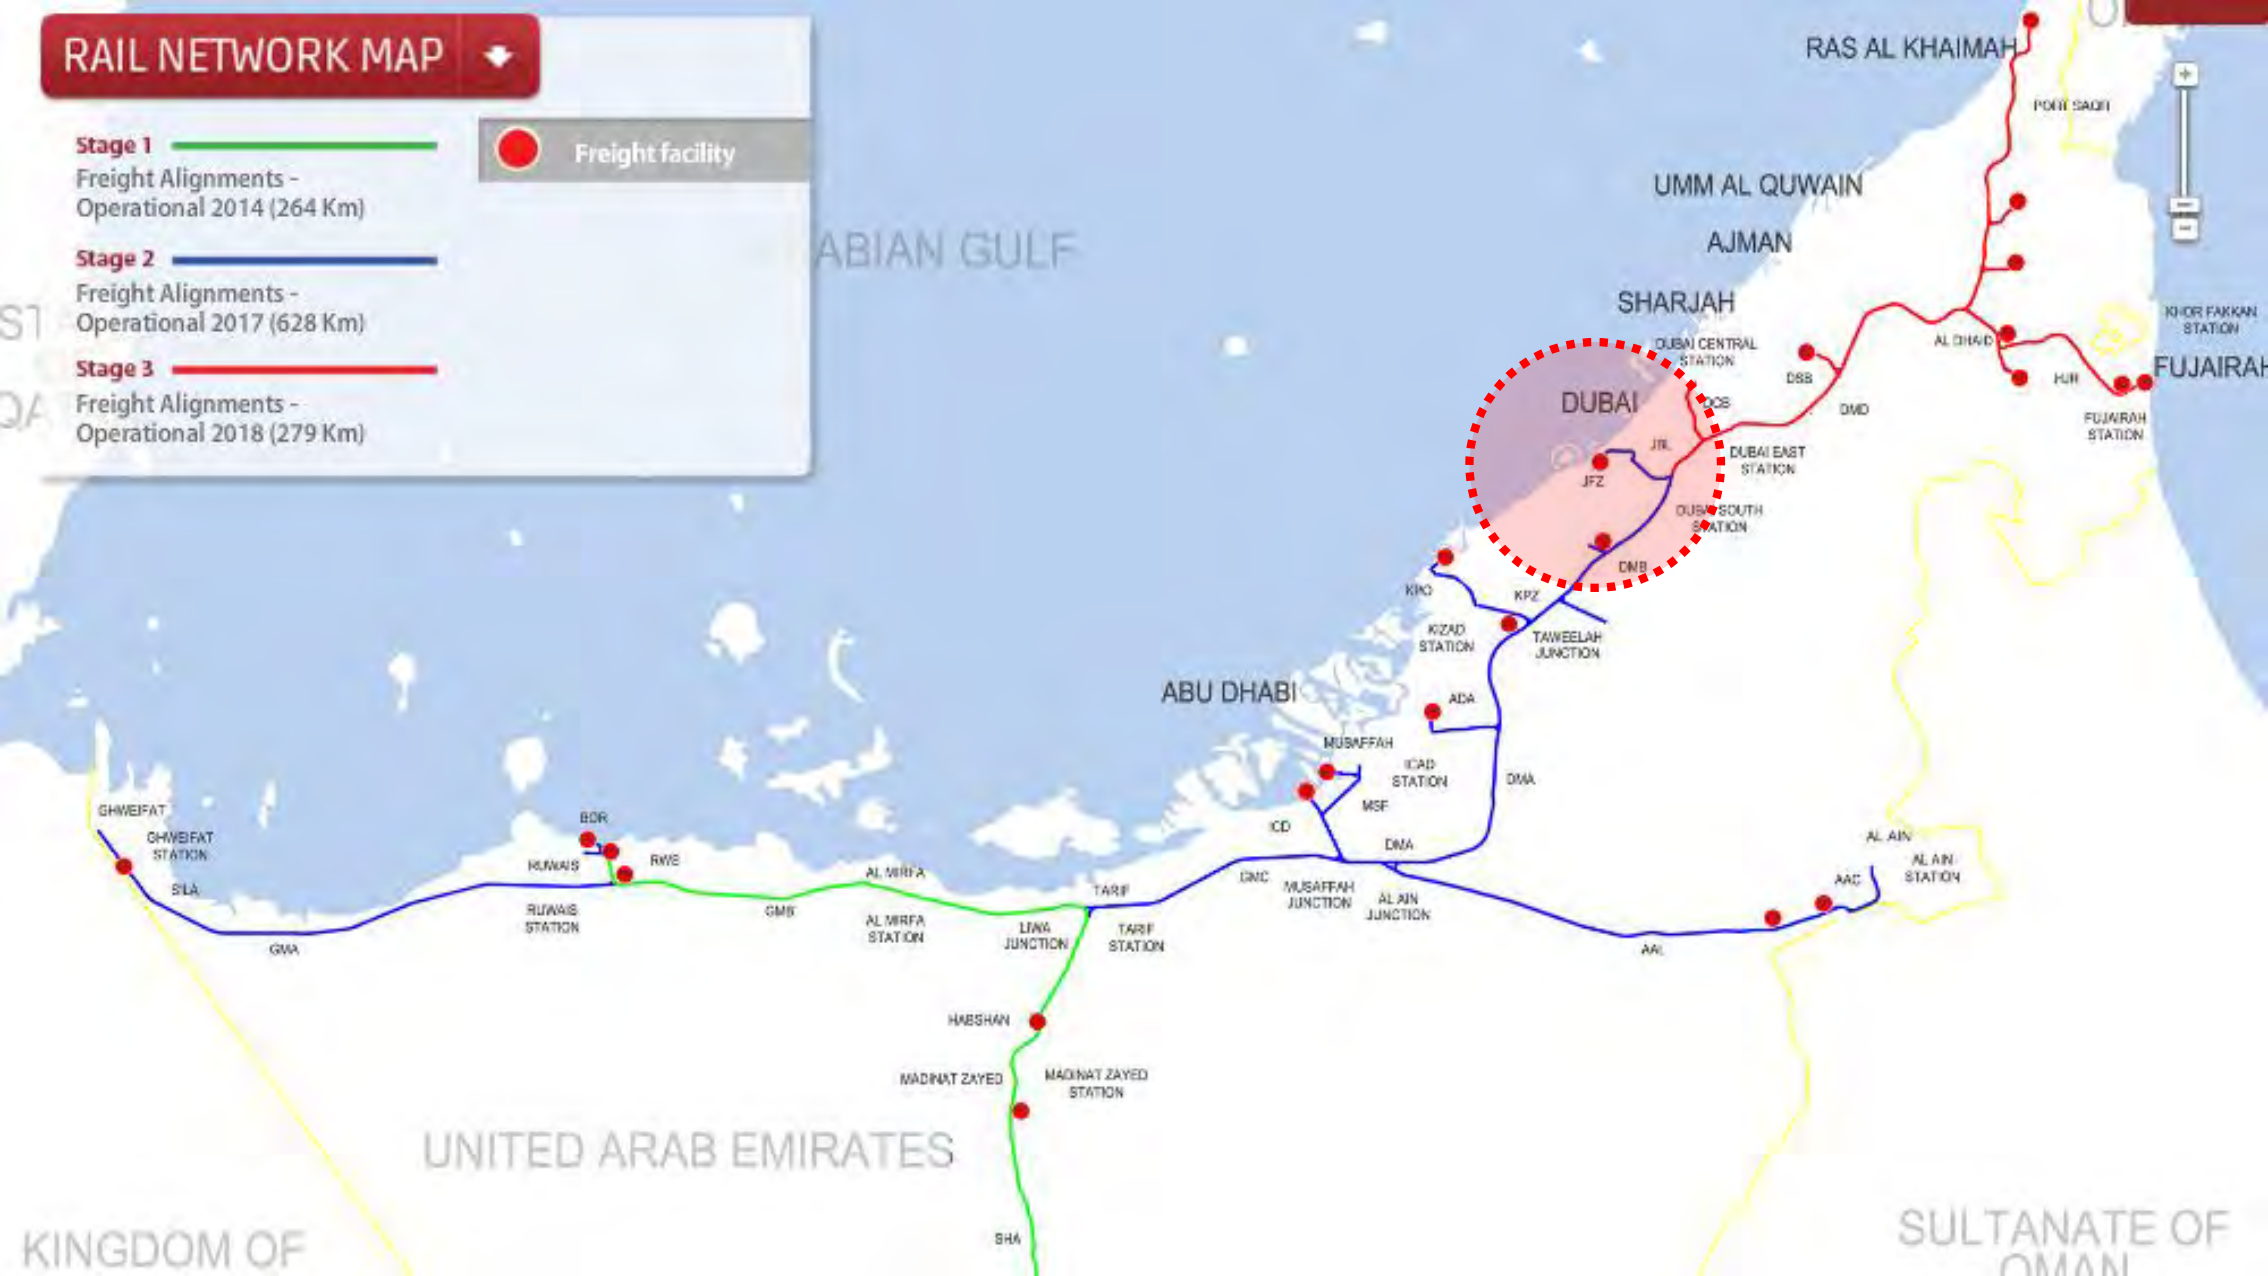 RAIL NETWORK MAP
Stage 1
Freight Alignments -
Operational 2014 (264 Km)
Stage 2
Freight Alignments -
Operational 2017 (628 Km)
Stage 3
Freight Alignments -
Operational 2018 (279 Km)
Freight facility
ABIAN GULF
RAS AL KHAIMAH
PORT SAQR
UMM AL QUWAIN
AJMAN
SHARJAH
DUBAI CENTRAL
STATION
DUBAI
DCB
JBL
JFZ
DSB
DMD
AL DHAID
HJR
KHOR FAKKAN
STATION
FUJAIRAH
FUJAIRAH
STATION
DUBAI EAST
STATION
DUBAI SOUTH
STATION
DMB
KPO
KPZ
KIZAD
STATION
TAWEELAH
JUNCTION
ABU DHABI
ADA
MUSAFFAH
ICAD
STATION
MSF
DMA
ICD
DMA
GHWEIFAT
GHWEIFAT
STATION
SILA
GMA
BDR
RUWAIS
RWE
RUWAIS
STATION
GMB
AL MIRFA
AL MIRFA
STATION
TARIF
LIWA
JUNCTION
TARIF
STATION
GMC
MUSAFFAH
JUNCTION
AL AIN
JUNCTION
AAL
AAC
AL AIN
AL AIN
STATION
HABSHAN
MADINAT ZAYED
MADINAT ZAYED
STATION
SHA
UNITED ARAB EMIRATES
KINGDOM OF
SULTANATE OF
OMAN